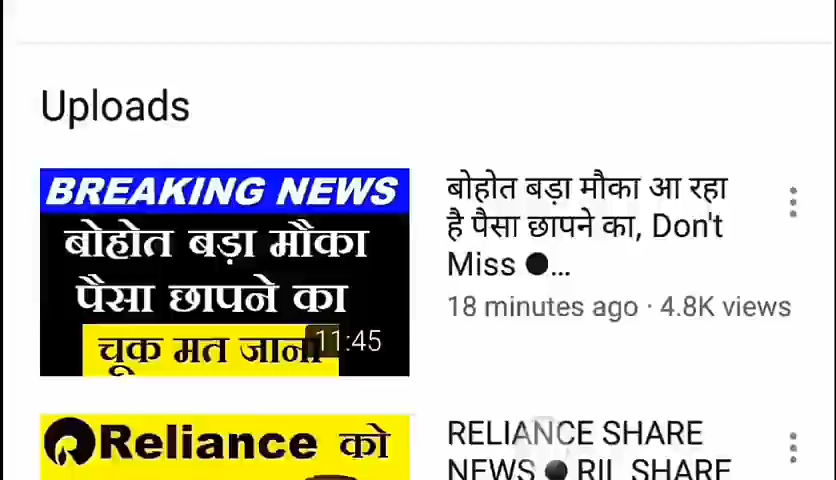 Uploads
BREAKING NEWS
बोहोत बड़ा मौका
पैसा छापने का
चूक मत जाना
11:45
बोहोत बड़ा मौका आ रहा
है पैसा छापने का, Don't
Miss ●...
18 minutes ago · 4.8K views
Reliance को
RELIANCE SHARE
NEWS ● RIL SHARE